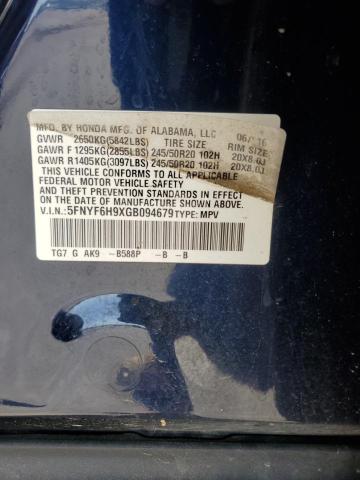 MFD. BY HONDA MFG. OF ALABAMA, LLC 06/16
GVWR 2650KG(5842LBS) TIRE SIZE RIM SIZE
GAWR F 1295KG(2855LBS) 245/50R20 102H 20X8.0J
GAWR R 1405KG(3097LBS) 245/50R20 102H 20X8.0J
THIS VEHICLE CONFORMS TO ALL APPLICABLE
FEDERAL MOTOR VEHICLE SAFETY AND
THEFT PREVENTION STANDARDS IN EFFECT ON
THE DATE OF MANUFACTURE SHOWN ABOVE.
V.I.N.:5FNYF6H9XGB094679 TYPE: MPV
TG7 G AK9 -B588P -B -B